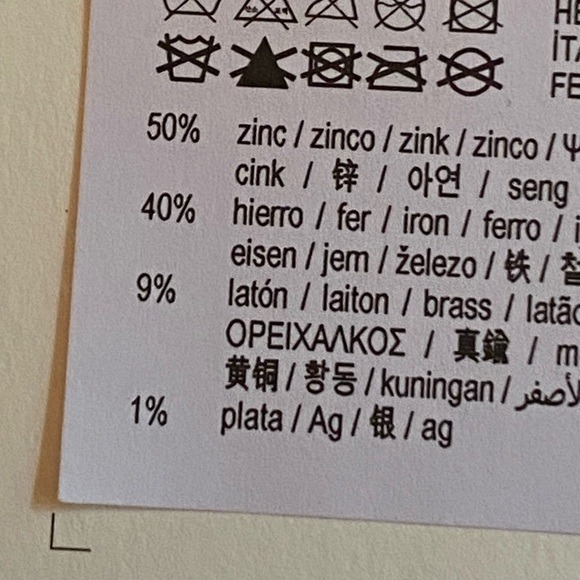 HE
İTA
FE
50% zinc / zinco / zink / zinco /
cink / 锌 / 아연 / seng
40% hierro / fer / iron / ferro /
eisen / jern / železo / 铁 /
9% latón / laiton / brass / latão
ΟΡΕΙΧΑΛΚΟΣ / 真鍮 / m
黄铜 / 황동 / kuningan / الأصفر
1% plata / Ag / 银 / ag